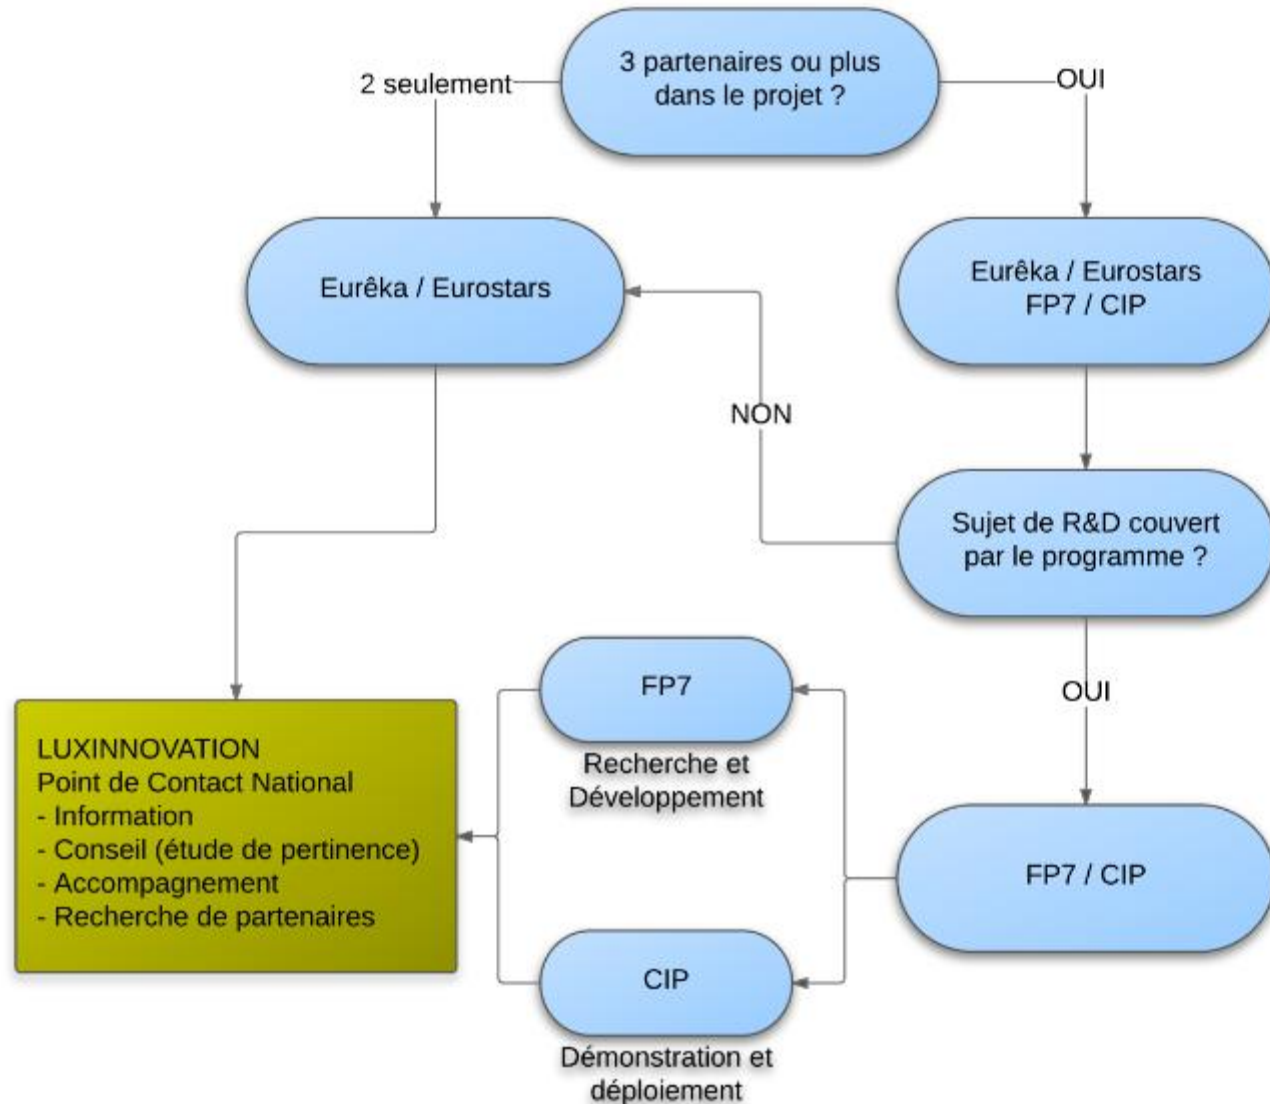 3 partenaires ou plus
dans le projet ?
2 seulement
OUI
Eurêka / Eurostars
Eurêka / Eurostars
FP7 / CIP
NON
Sujet de R&D couvert
par le programme ?
OUI
FP7
Recherche et
Développement
LUXINNOVATION
Point de Contact National
- Information
- Conseil (étude de pertinence)
- Accompagnement
- Recherche de partenaires
FP7 / CIP
CIP
Démonstration et
déploiement